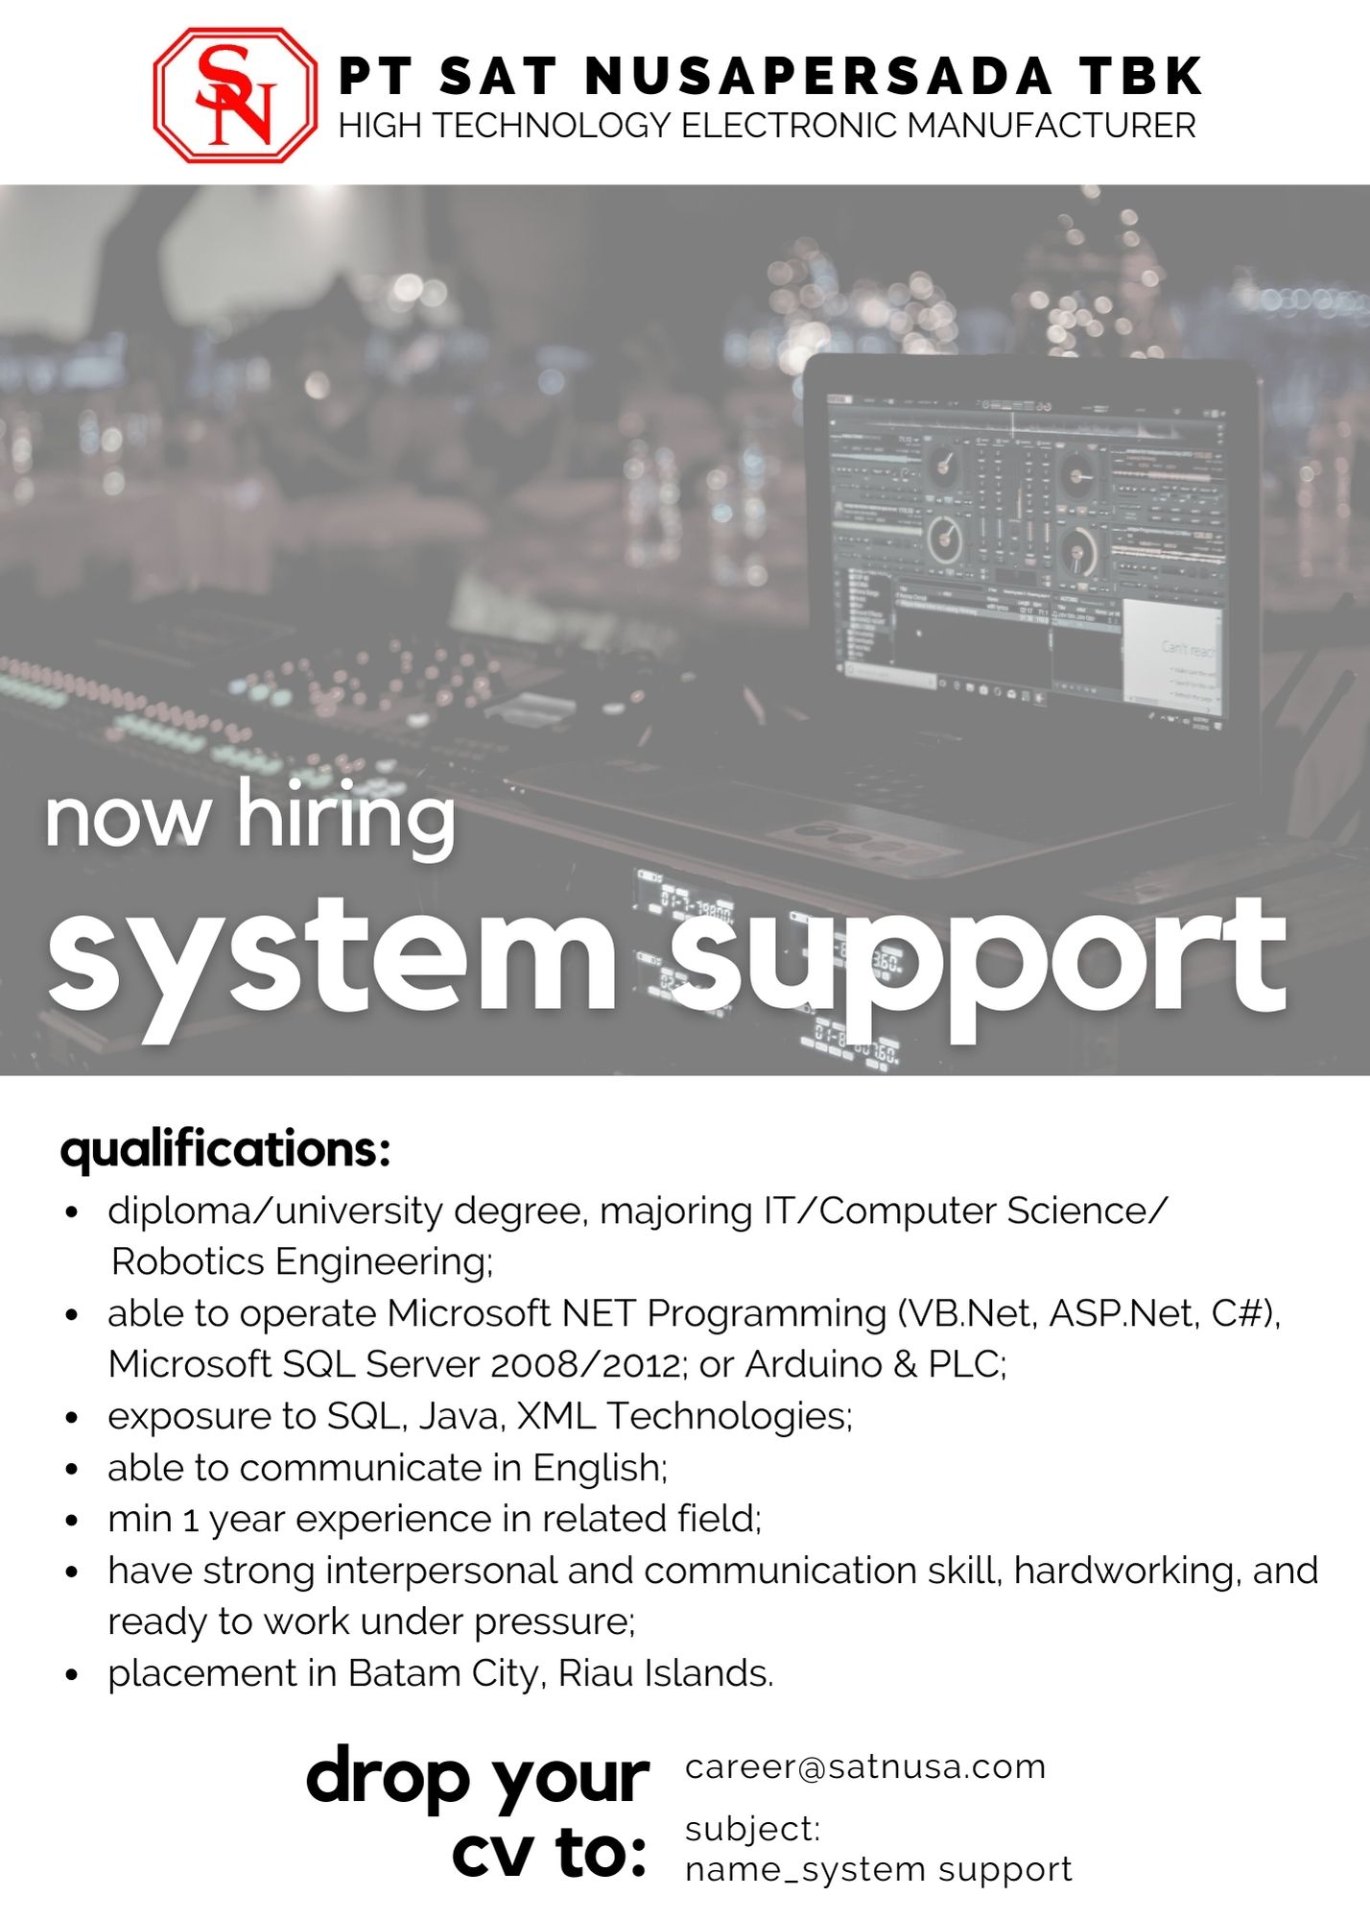 SN
PT SAT NUSAPERSADA TBK
HIGH TECHNOLOGY ELECTRONIC MANUFACTURER
Can't reac
now hiring
system support
qualifications:
• diploma/university degree, majoring IT/Computer Science/
Robotics Engineering;
• able to operate Microsoft NET Programming (VB.Net, ASP.Net, C#),
Microsoft SQL Server 2008/2012; or Arduino & PLC;
• exposure to SQL, Java, XML Technologies;
• able to communicate in English;
• min 1 year experience in related field;
• have strong interpersonal and communication skill, hardworking, and
ready to work under pressure;
• placement in Batam City, Riau Islands.
drop your
cv to:
career@satnusa.com
subject:
name_system support